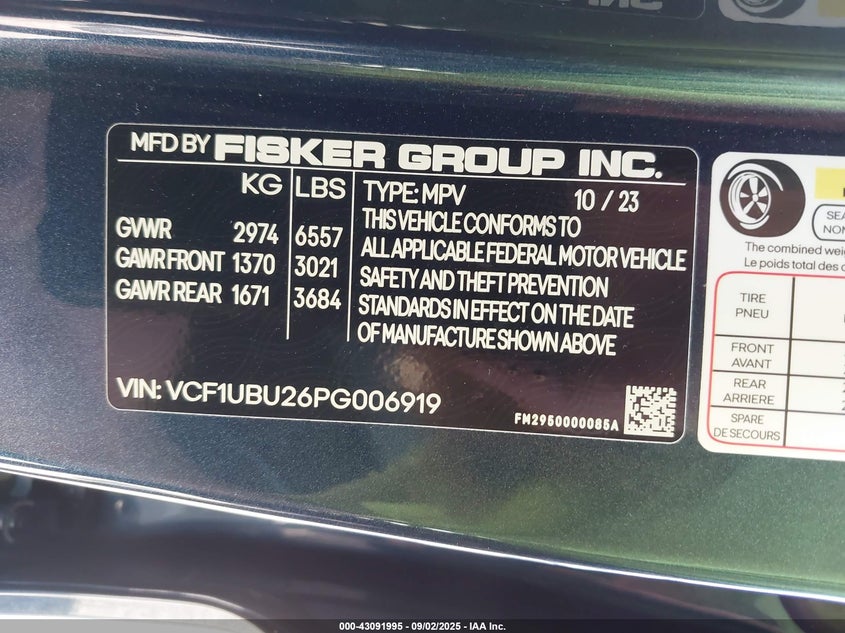 MFD BY FISKER GROUP INC.
KG LBS TYPE: MPV 10 / 23
GVWR 2974 6557
GAWR FRONT 1370 3021
GAWR REAR 1671 3684
THIS VEHICLE CONFORMS TO
ALL APPLICABLE FEDERAL MOTOR VEHICLE
SAFETY AND THEFT PREVENTION
STANDARDS IN EFFECT ON THE DATE
OF MANUFACTURE SHOWN ABOVE
VIN: VCF1UBU26PG006919
FM2950000085A
The combined
Le poids total des
TIRE
PNEU
FRONT
AVANT
REAR
ARRIERE
SPARE
DE SECOURS
000-43091995 - 09/02/2025 - IAA Inc.